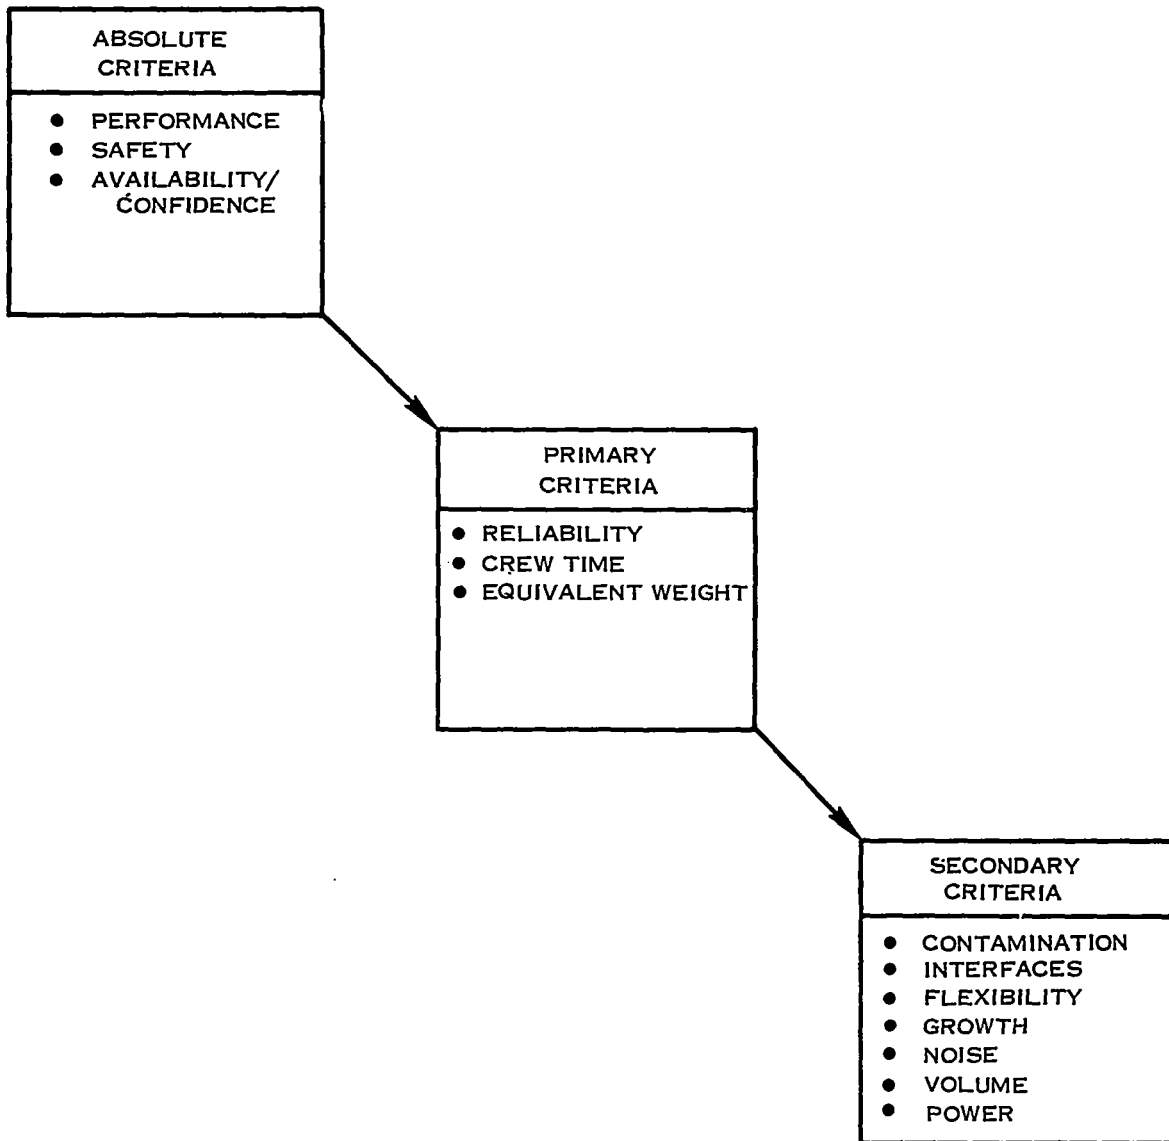 ABSOLUTE
CRITERIA
● PERFORMANCE
● SAFETY
● AVAILABILITY/
CONFIDENCE
PRIMARY
CRITERIA
● RELIABILITY
● CREW TIME
● EQUIVALENT WEIGHT
SECONDARY
CRITERIA
● CONTAMINATION
● INTERFACES
● FLEXIBILITY
● GROWTH
● NOISE
● VOLUME
● POWER